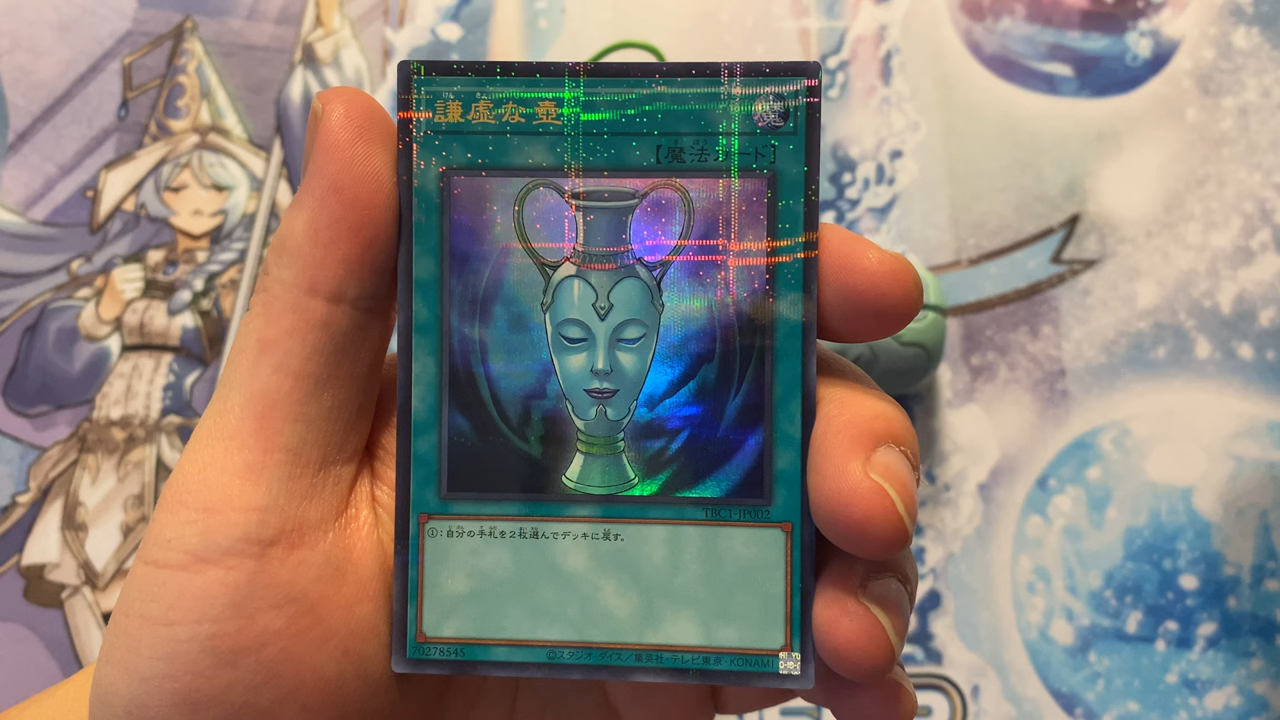 謙虚な壺
魔
【魔法カード】
TBC1-JP002
①:自分の手札を2枚選んでデッキに戻す。
70278545
©スタジオ・ダイス/集英社・テレビ東京・KONAMI